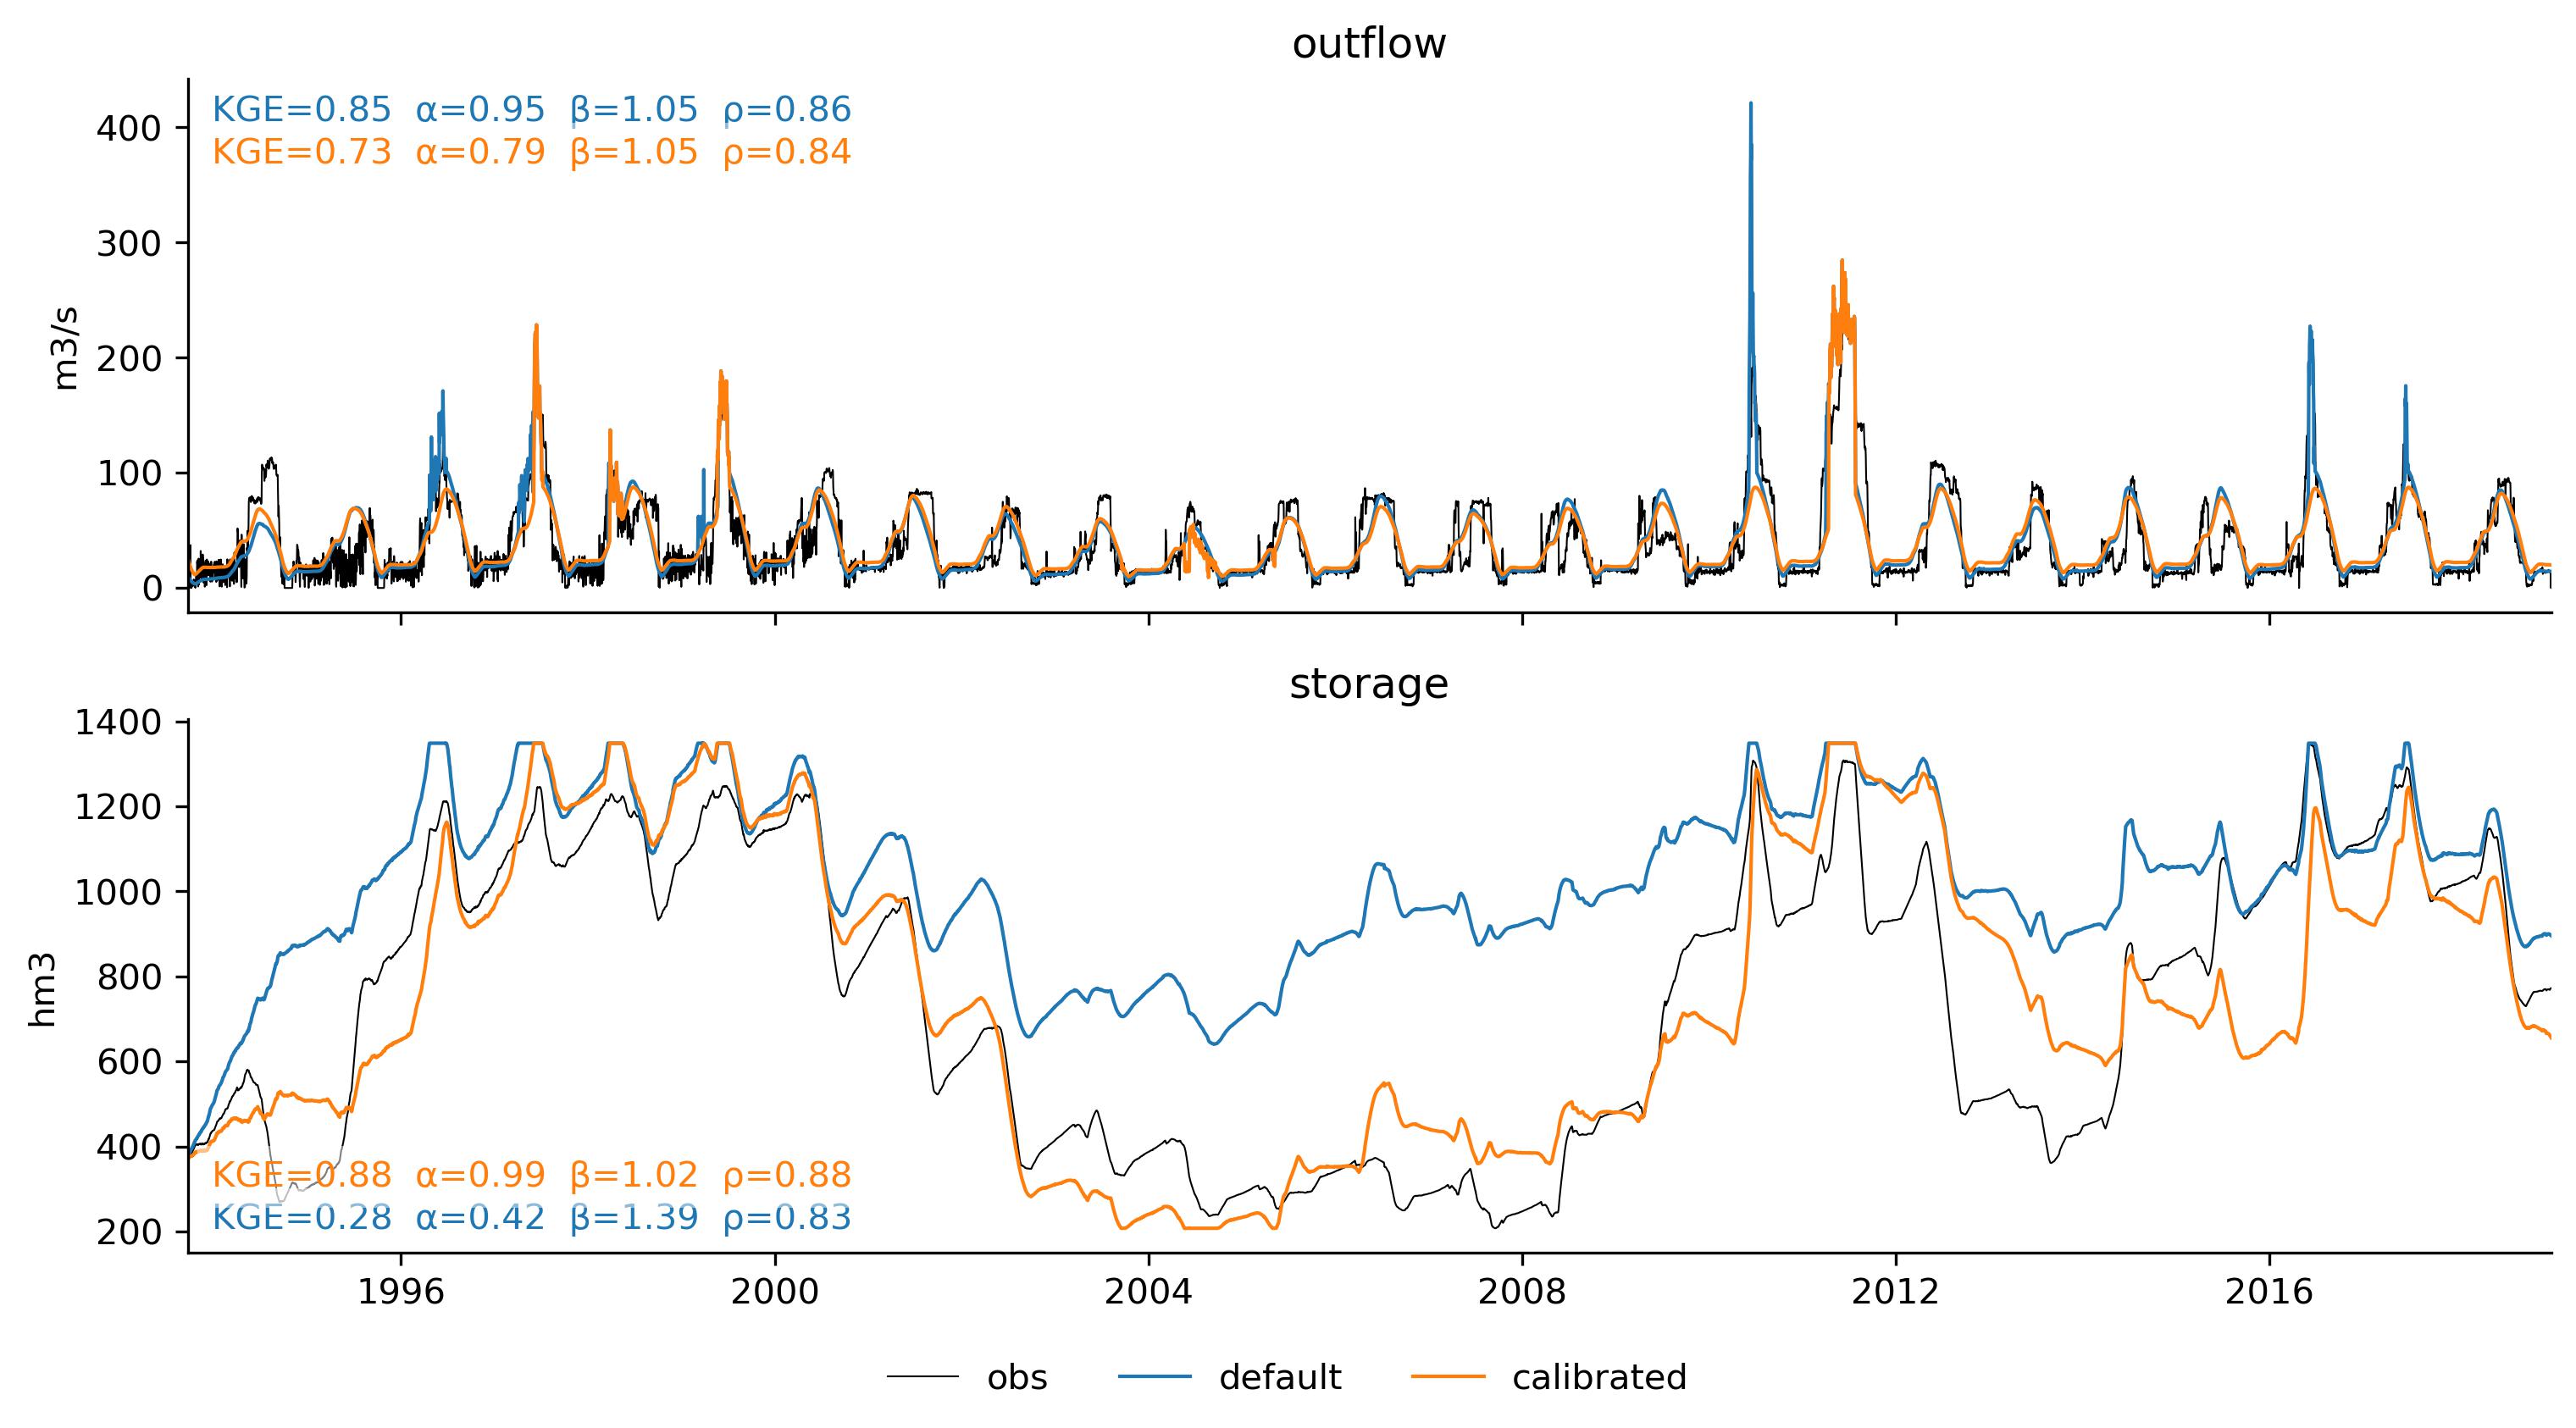 outflow
KGE=0.85 α=0.95 β=1.05 ρ=0.86
KGE=0.73 α=0.79 β=1.05 ρ=0.84
m3/s
400
300
200
100
0
storage
hm3
1400
1200
1000
800
600
400
200
KGE=0.88 α=0.99 β=1.02 ρ=0.88
KGE=0.28 α=0.42 β=1.39 ρ=0.83
1996 2000 2004 2008 2012 2016
obs default calibrated